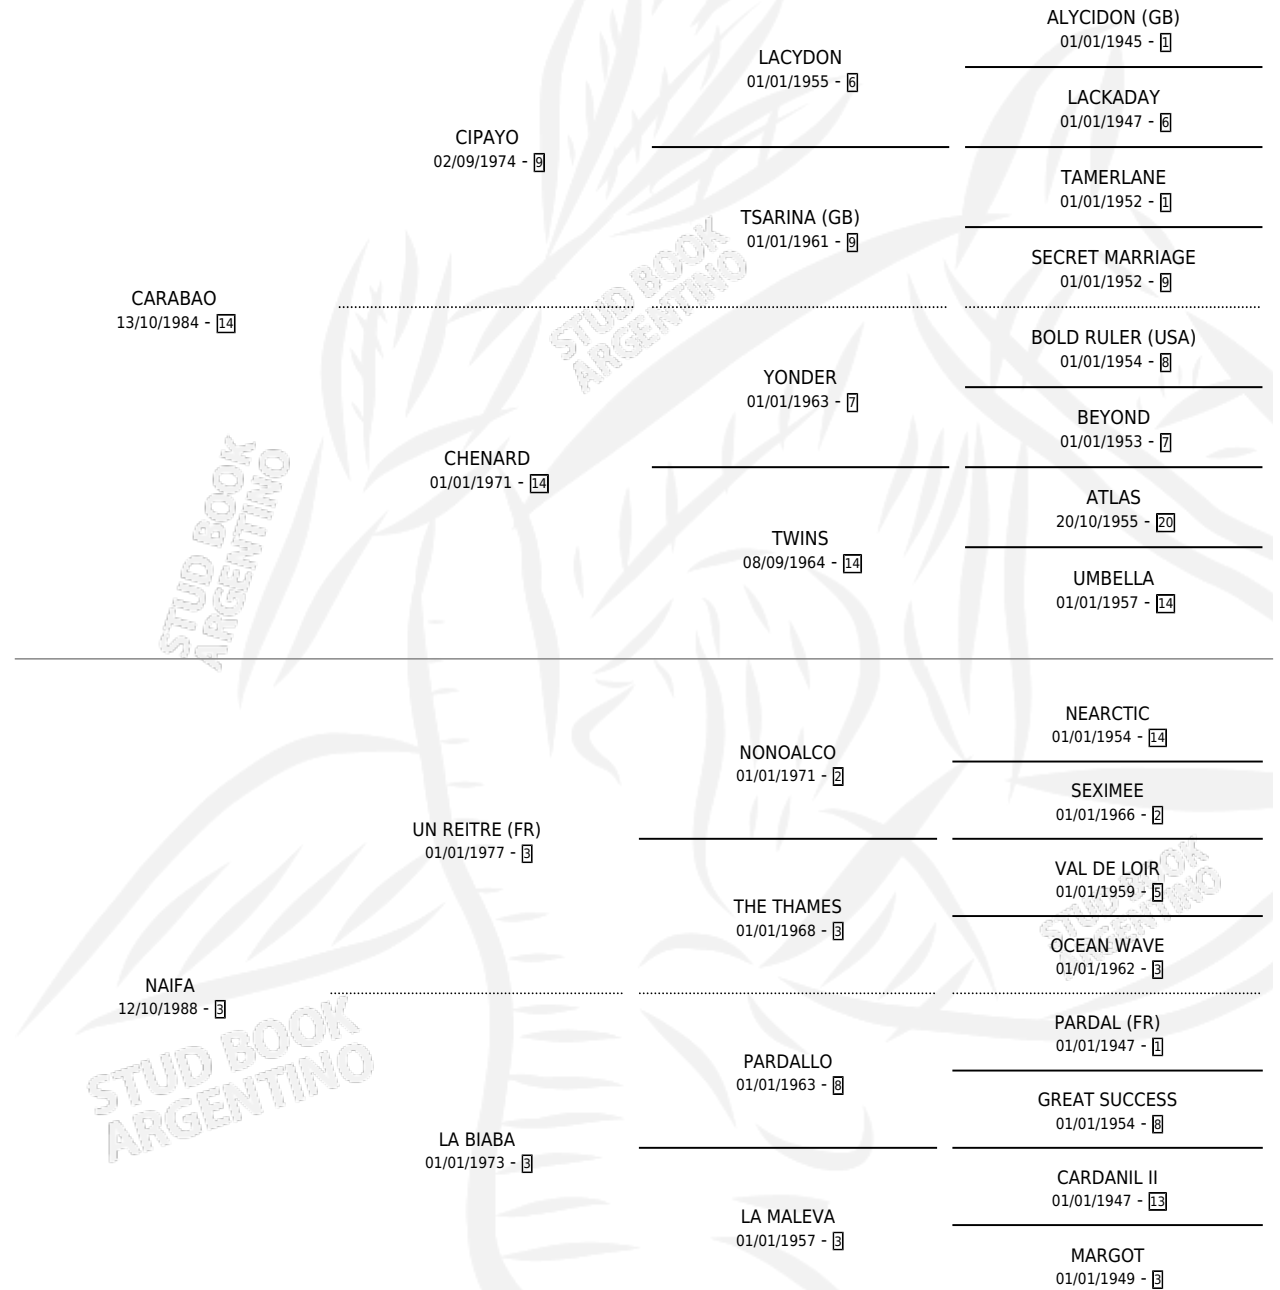 CARABAO
13/10/1984 - 14
CIPAYO
02/09/1974 - 9
CHENARD
01/01/1971 - 14
LACYDON
01/01/1955 - 6
TSARINA (GB)
01/01/1961 - 9
YONDER
01/01/1963 - 7
TWINS
08/09/1964 - 14
ALYCIDON (GB)
01/01/1945 - 1
LACKADAY
01/01/1947 - 6
TAMERLANE
01/01/1952 - 1
SECRET MARRIAGE
01/01/1952 - 9
BOLD RULER (USA)
01/01/1954 - 8
BEYOND
01/01/1953 - 7
ATLAS
20/10/1955 - 20
UMBELLA
01/01/1957 - 14
STUD BOOK
ARGENTINO
STUD BOOK
ARGENTINO
NAIFA
12/10/1988 - 3
UN REITRE (FR)
01/01/1977 - 3
LA BIABA
01/01/1973 - 3
NONOALCO
01/01/1971 - 2
THE THAMES
01/01/1968 - 3
PARDALLO
01/01/1963 - 8
LA MALEVA
01/01/1957 - 3
NEARCTIC
01/01/1954 - 14
SEXIMEE
01/01/1966 - 2
VAL DE LOIR
01/01/1959 - 5
OCEAN WAVE
01/01/1962 - 3
PARDAL (FR)
01/01/1947 - 1
GREAT SUCCESS
01/01/1954 - 8
CARDANIL II
01/01/1947 - 13
MARGOT
01/01/1949 - 3
STUD BOOK
ARGENTINO
STUD BOOK
ARGENTINO